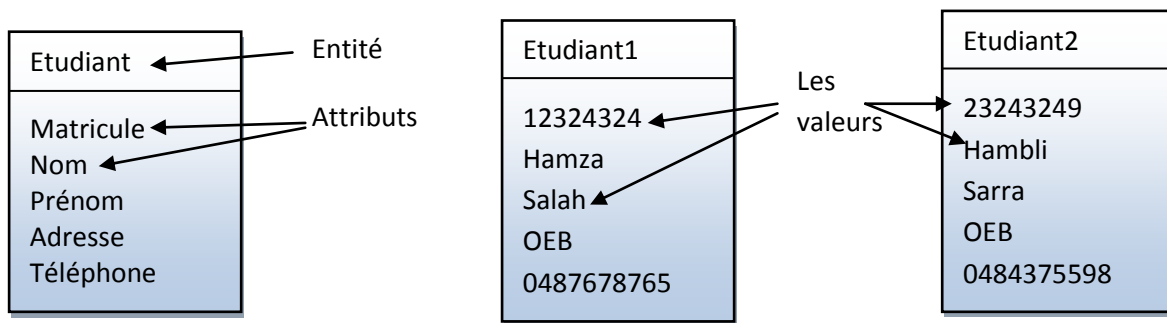 Etudiant
Matricule
Nom
Prénom
Adresse
Téléphone
Entité
Attributs
Etudiant1
12324324
Hamza
Salah
OEB
0487678765
Les
valeurs
Etudiant2
23243249
Hambli
Sarra
OEB
0484375598